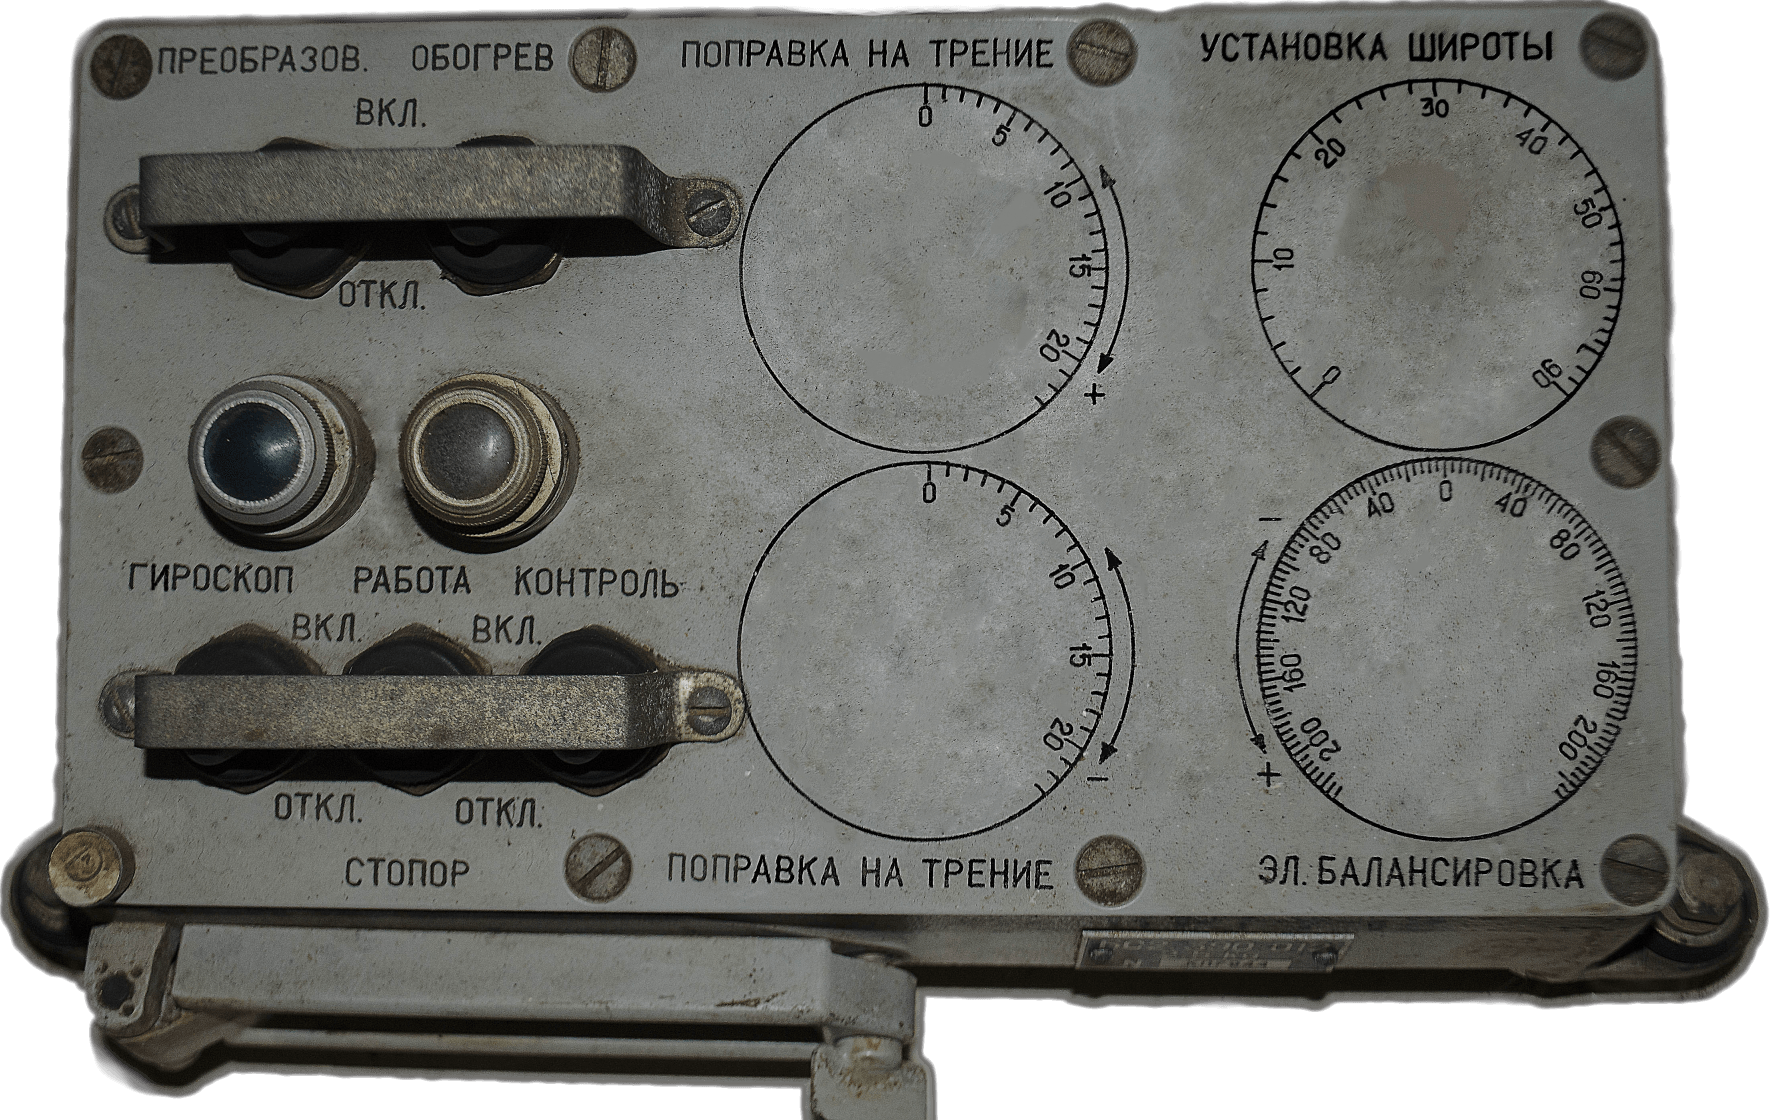 ПРЕОБРАЗОВ. ОБОГРЕВ
ВКЛ.
ОТКЛ.
ГИРОСКОП РАБОТА КОНТРОЛЬ
ВКЛ. ВКЛ.
ОТКЛ. ОТКЛ.
СТОПОР
ПОПРАВКА НА ТРЕНИЕ
0 5 10 15 20
+
0 5 10 15 20
–
ПОПРАВКА НА ТРЕНИЕ
УСТАНОВКА ШИРОТЫ
0 10 20 30 40 50 60 90
–
200 160 120 80 40 0 40 80 120 160 200
+
ЭЛ. БАЛАНСИРОВКА